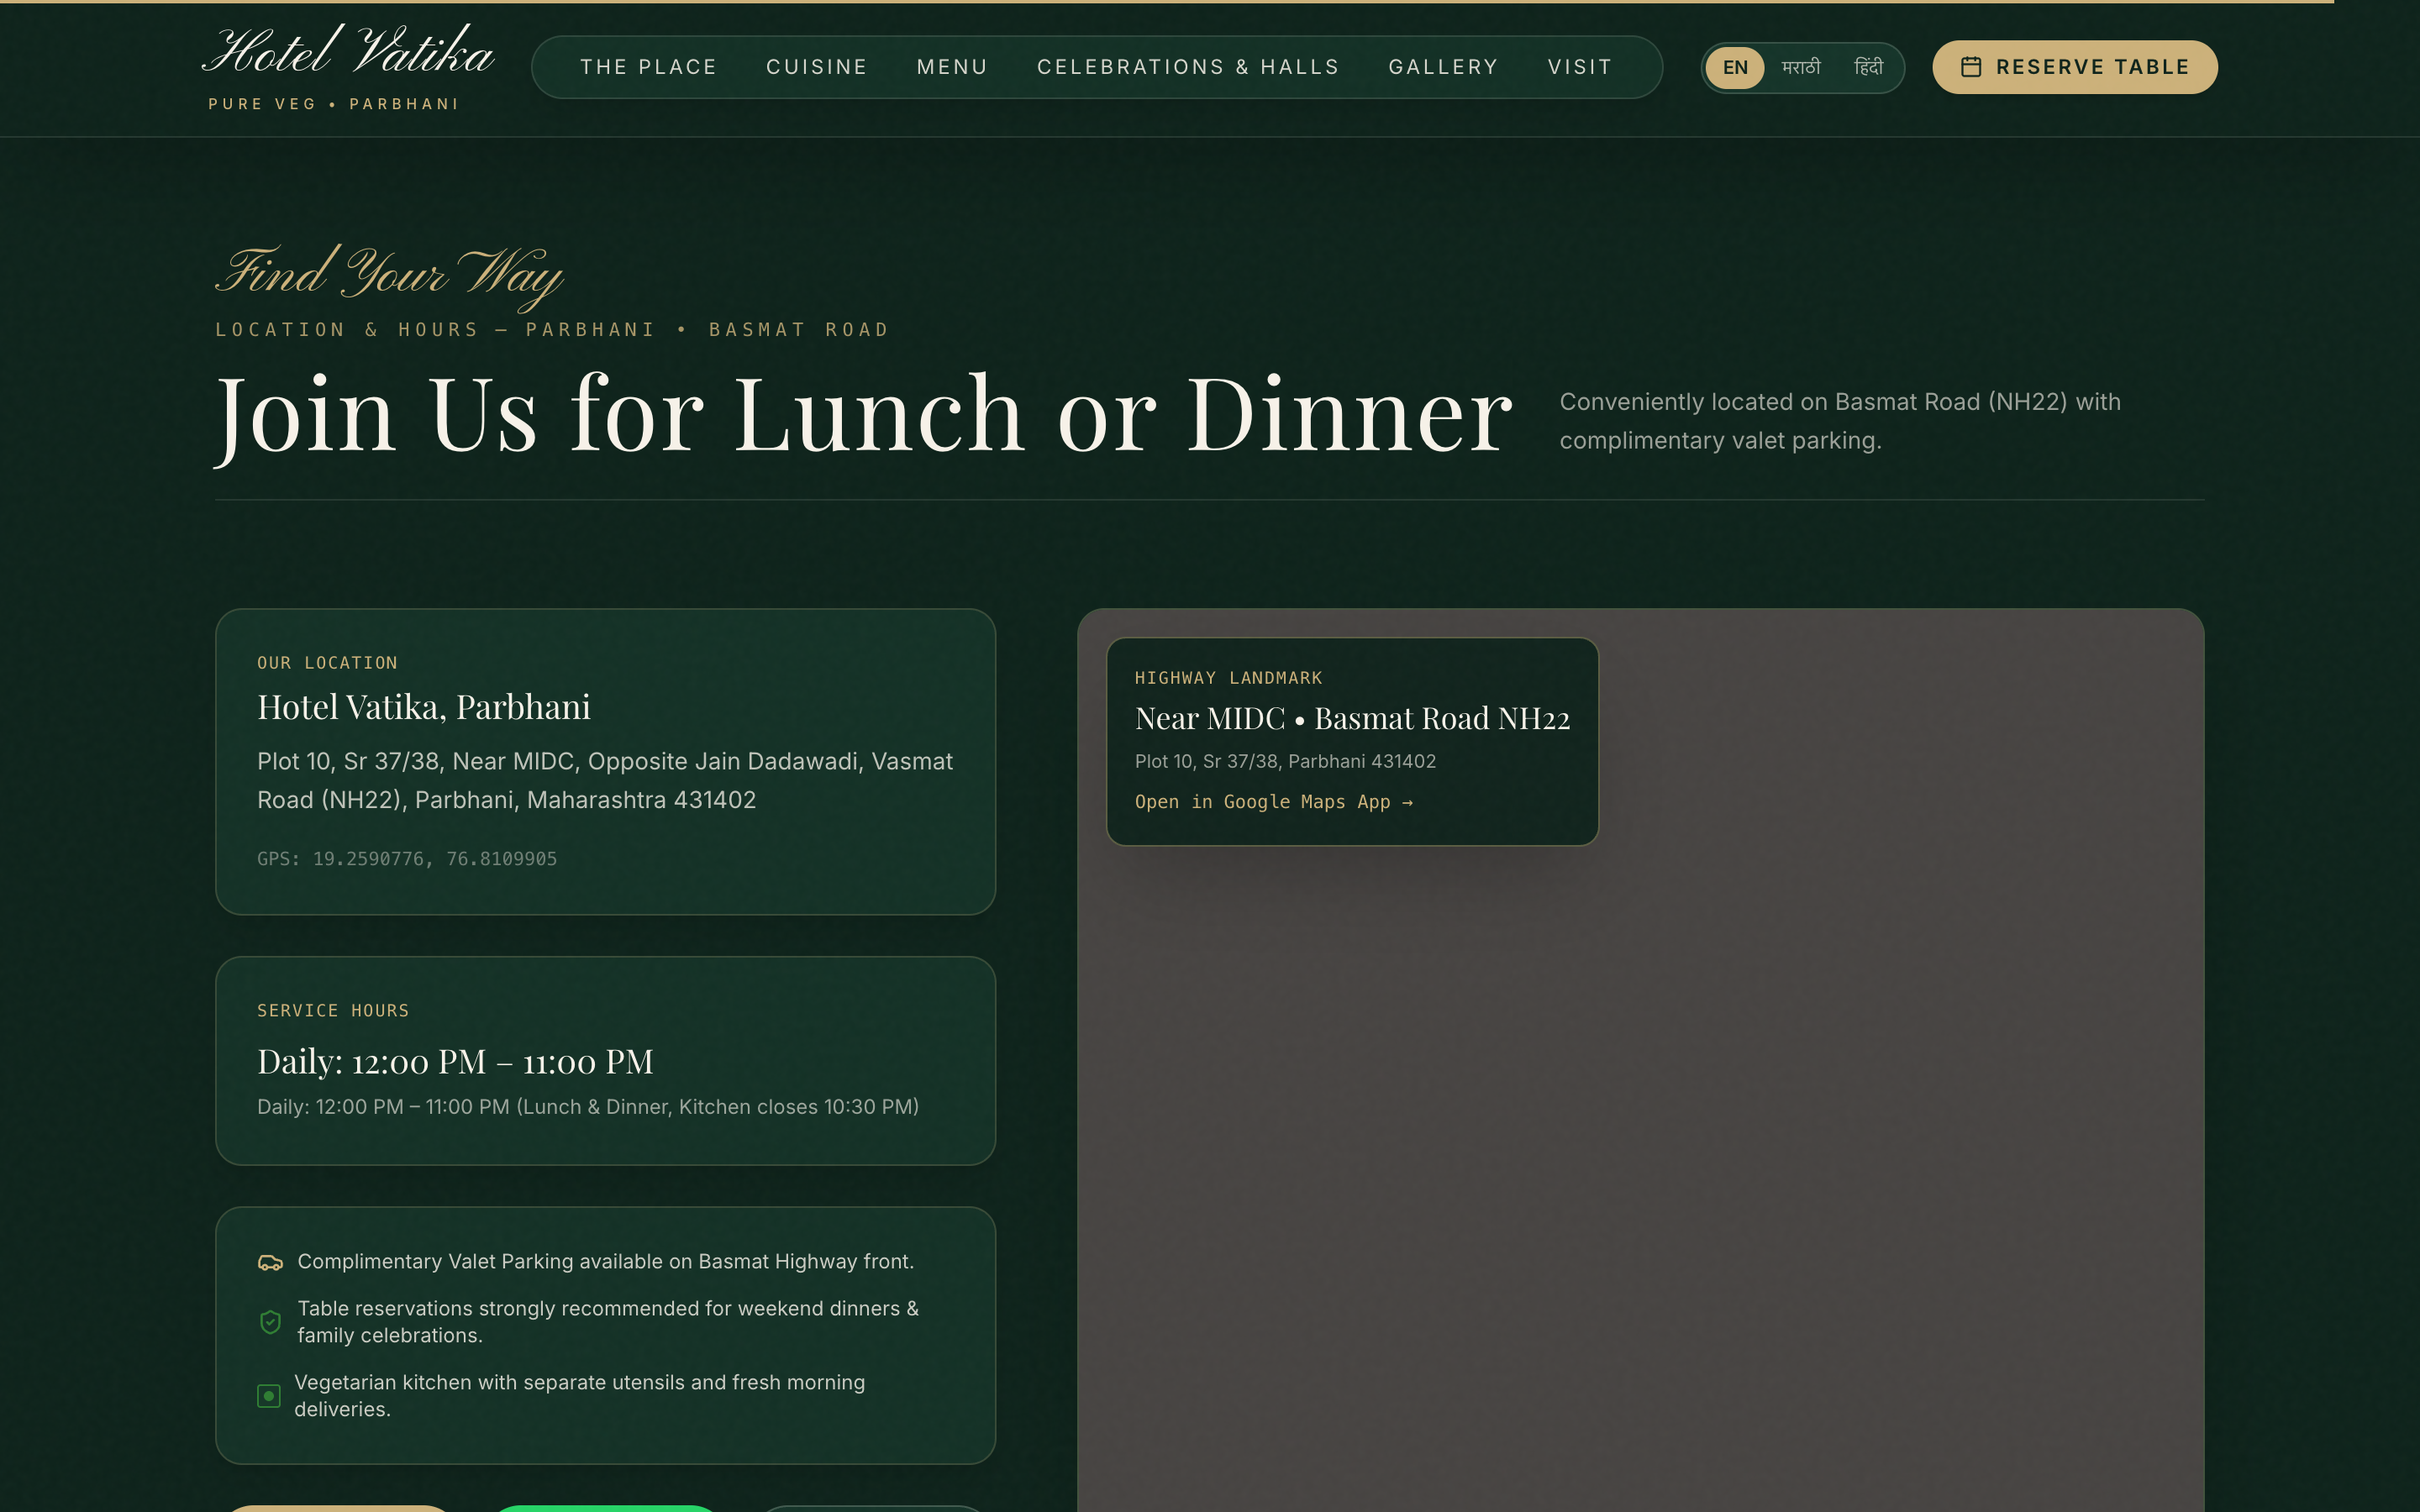 Hotel Vatika
PURE VEG • PARBHANI
THE PLACE
CUISINE
MENU
CELEBRATIONS & HALLS
GALLERY
VISIT
EN
मराठी
हिंदी
RESERVE TABLE
Find Your Way
LOCATION & HOURS — PARBHANI • BASMAT ROAD
Join Us for Lunch or Dinner
Conveniently located on Basmat Road (NH22) with
complimentary valet parking.
OUR LOCATION
Hotel Vatika, Parbhani
Plot 10, Sr 37/38, Near MIDC, Opposite Jain Dadawadi, Vasmat
Road (NH22), Parbhani, Maharashtra 431402
GPS: 19.2590776, 76.8109905
SERVICE HOURS
Daily: 12:00 PM – 11:00 PM
Daily: 12:00 PM – 11:00 PM (Lunch & Dinner, Kitchen closes 10:30 PM)
Complimentary Valet Parking available on Basmat Highway front.
Table reservations strongly recommended for weekend dinners &
family celebrations.
Vegetarian kitchen with separate utensils and fresh morning
deliveries.
HIGHWAY LANDMARK
Near MIDC • Basmat Road NH22
Plot 10, Sr 37/38, Parbhani 431402
Open in Google Maps App →